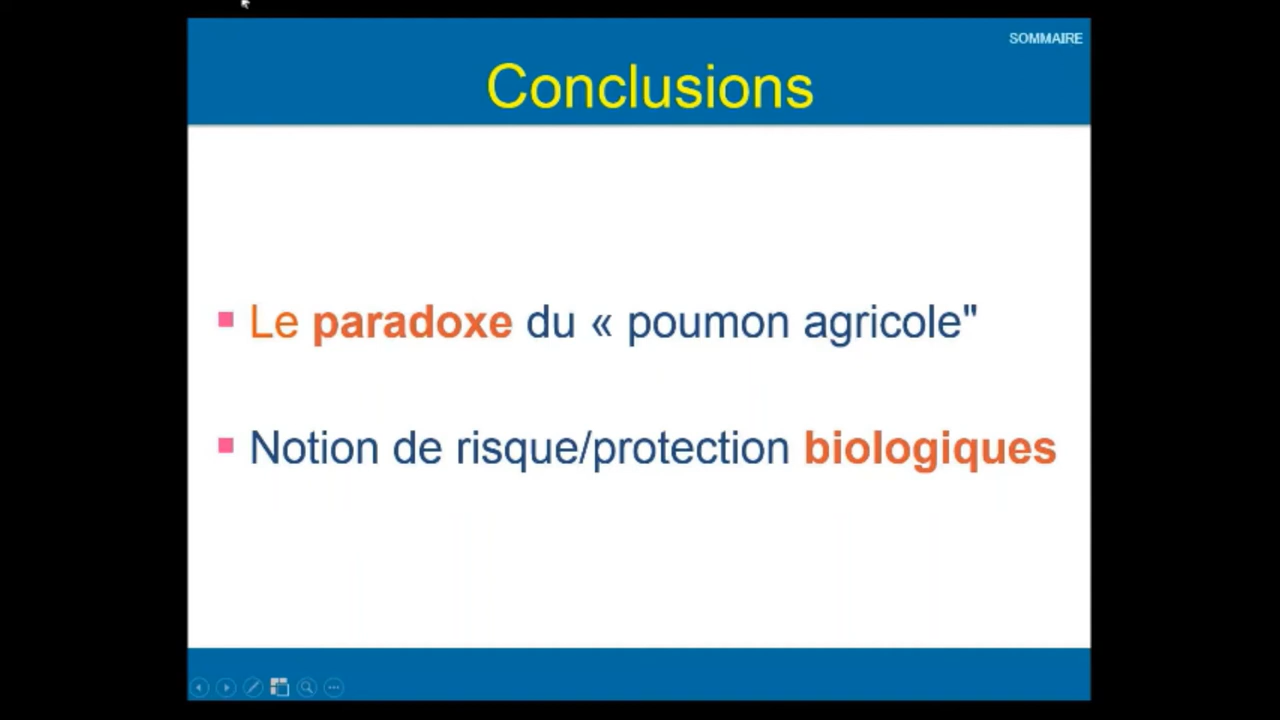 SOMMAIRE
Conclusions
Le paradoxe du « poumon agricole"
Notion de risque/protection biologiques